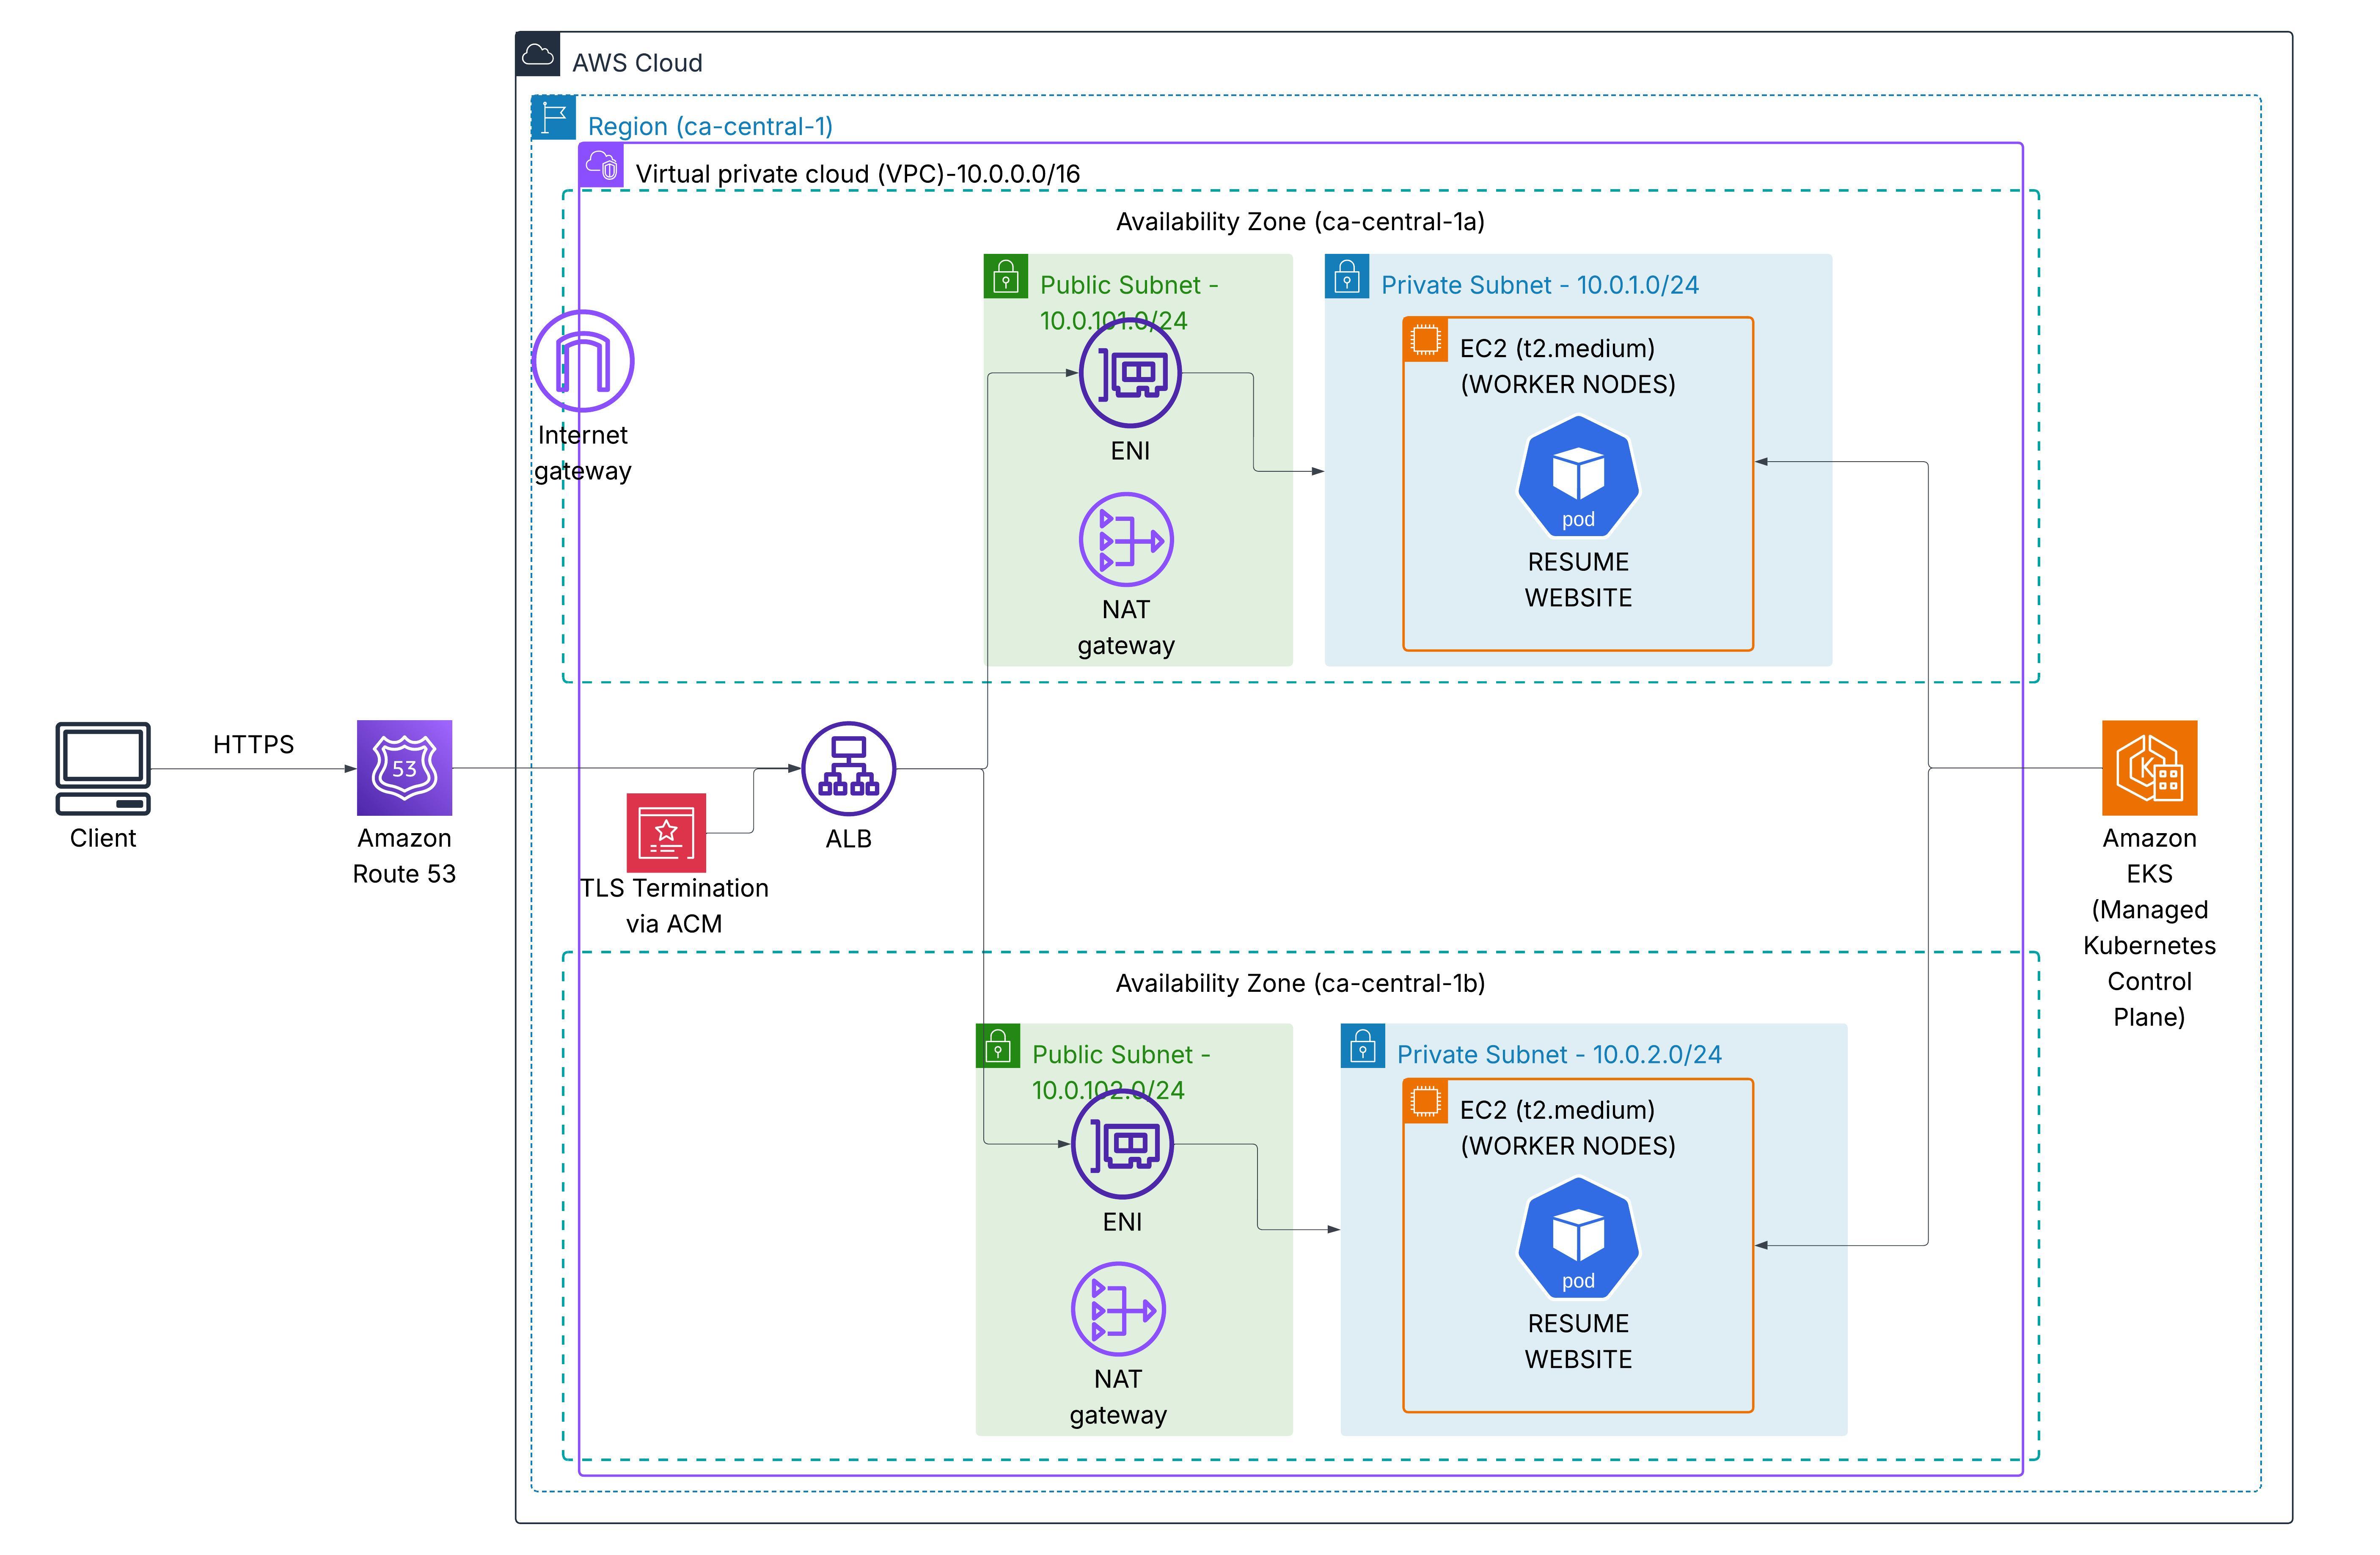 AWS Cloud
Region (ca-central-1)
Virtual private cloud (VPC)-10.0.0.0/16
Availability Zone (ca-central-1a)
Public Subnet -
10.0.101.0/24
ENI
NAT
gateway
Private Subnet - 10.0.1.0/24
EC2 (t2.medium)
(WORKER NODES)
pod
RESUME
WEBSITE
Internet
gateway
HTTPS
Client
53
Amazon
Route 53
TLS Termination
via ACM
ALB
K
Amazon
EKS
(Managed
Kubernetes
Control
Plane)
Availability Zone (ca-central-1b)
Public Subnet -
10.0.102.0/24
ENI
NAT
gateway
Private Subnet - 10.0.2.0/24
EC2 (t2.medium)
(WORKER NODES)
pod
RESUME
WEBSITE